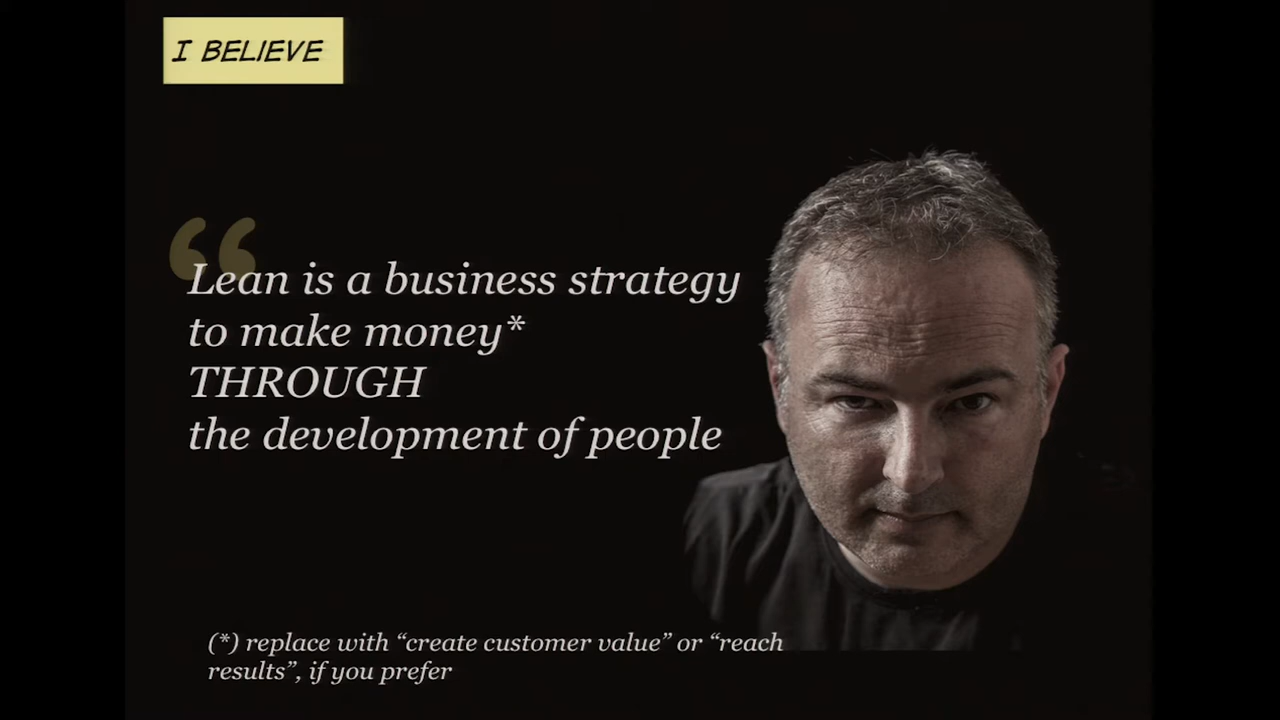 I BELIEVE
“
Lean is a business strategy
to make money*
THROUGH
the development of people
(*) replace with “create customer value” or “reach
results”, if you prefer